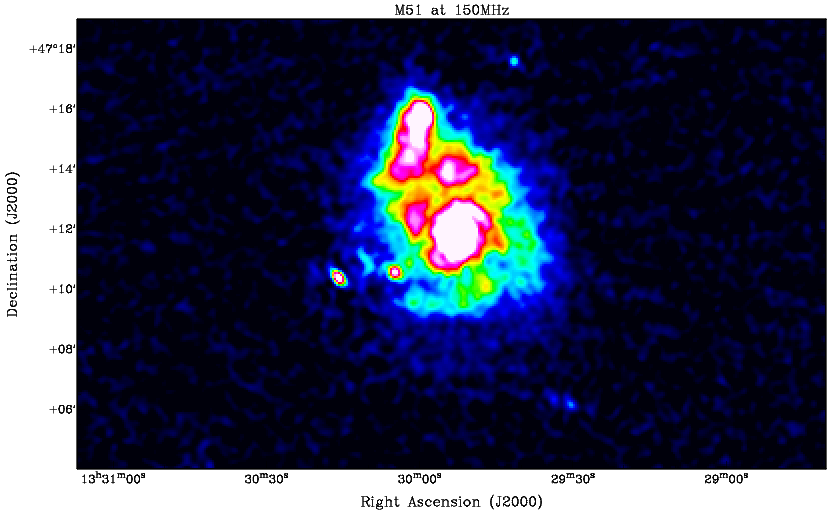 M51 at 150MHz
+47°18'
+16'
+14'
+12'
+10'
+08'
+06'
Declination (J2000)
13ʰ31ᵐ00ˢ 30ᵐ30ˢ 30ᵐ00ˢ 29ᵐ30ˢ 29ᵐ00ˢ
Right Ascension (J2000)